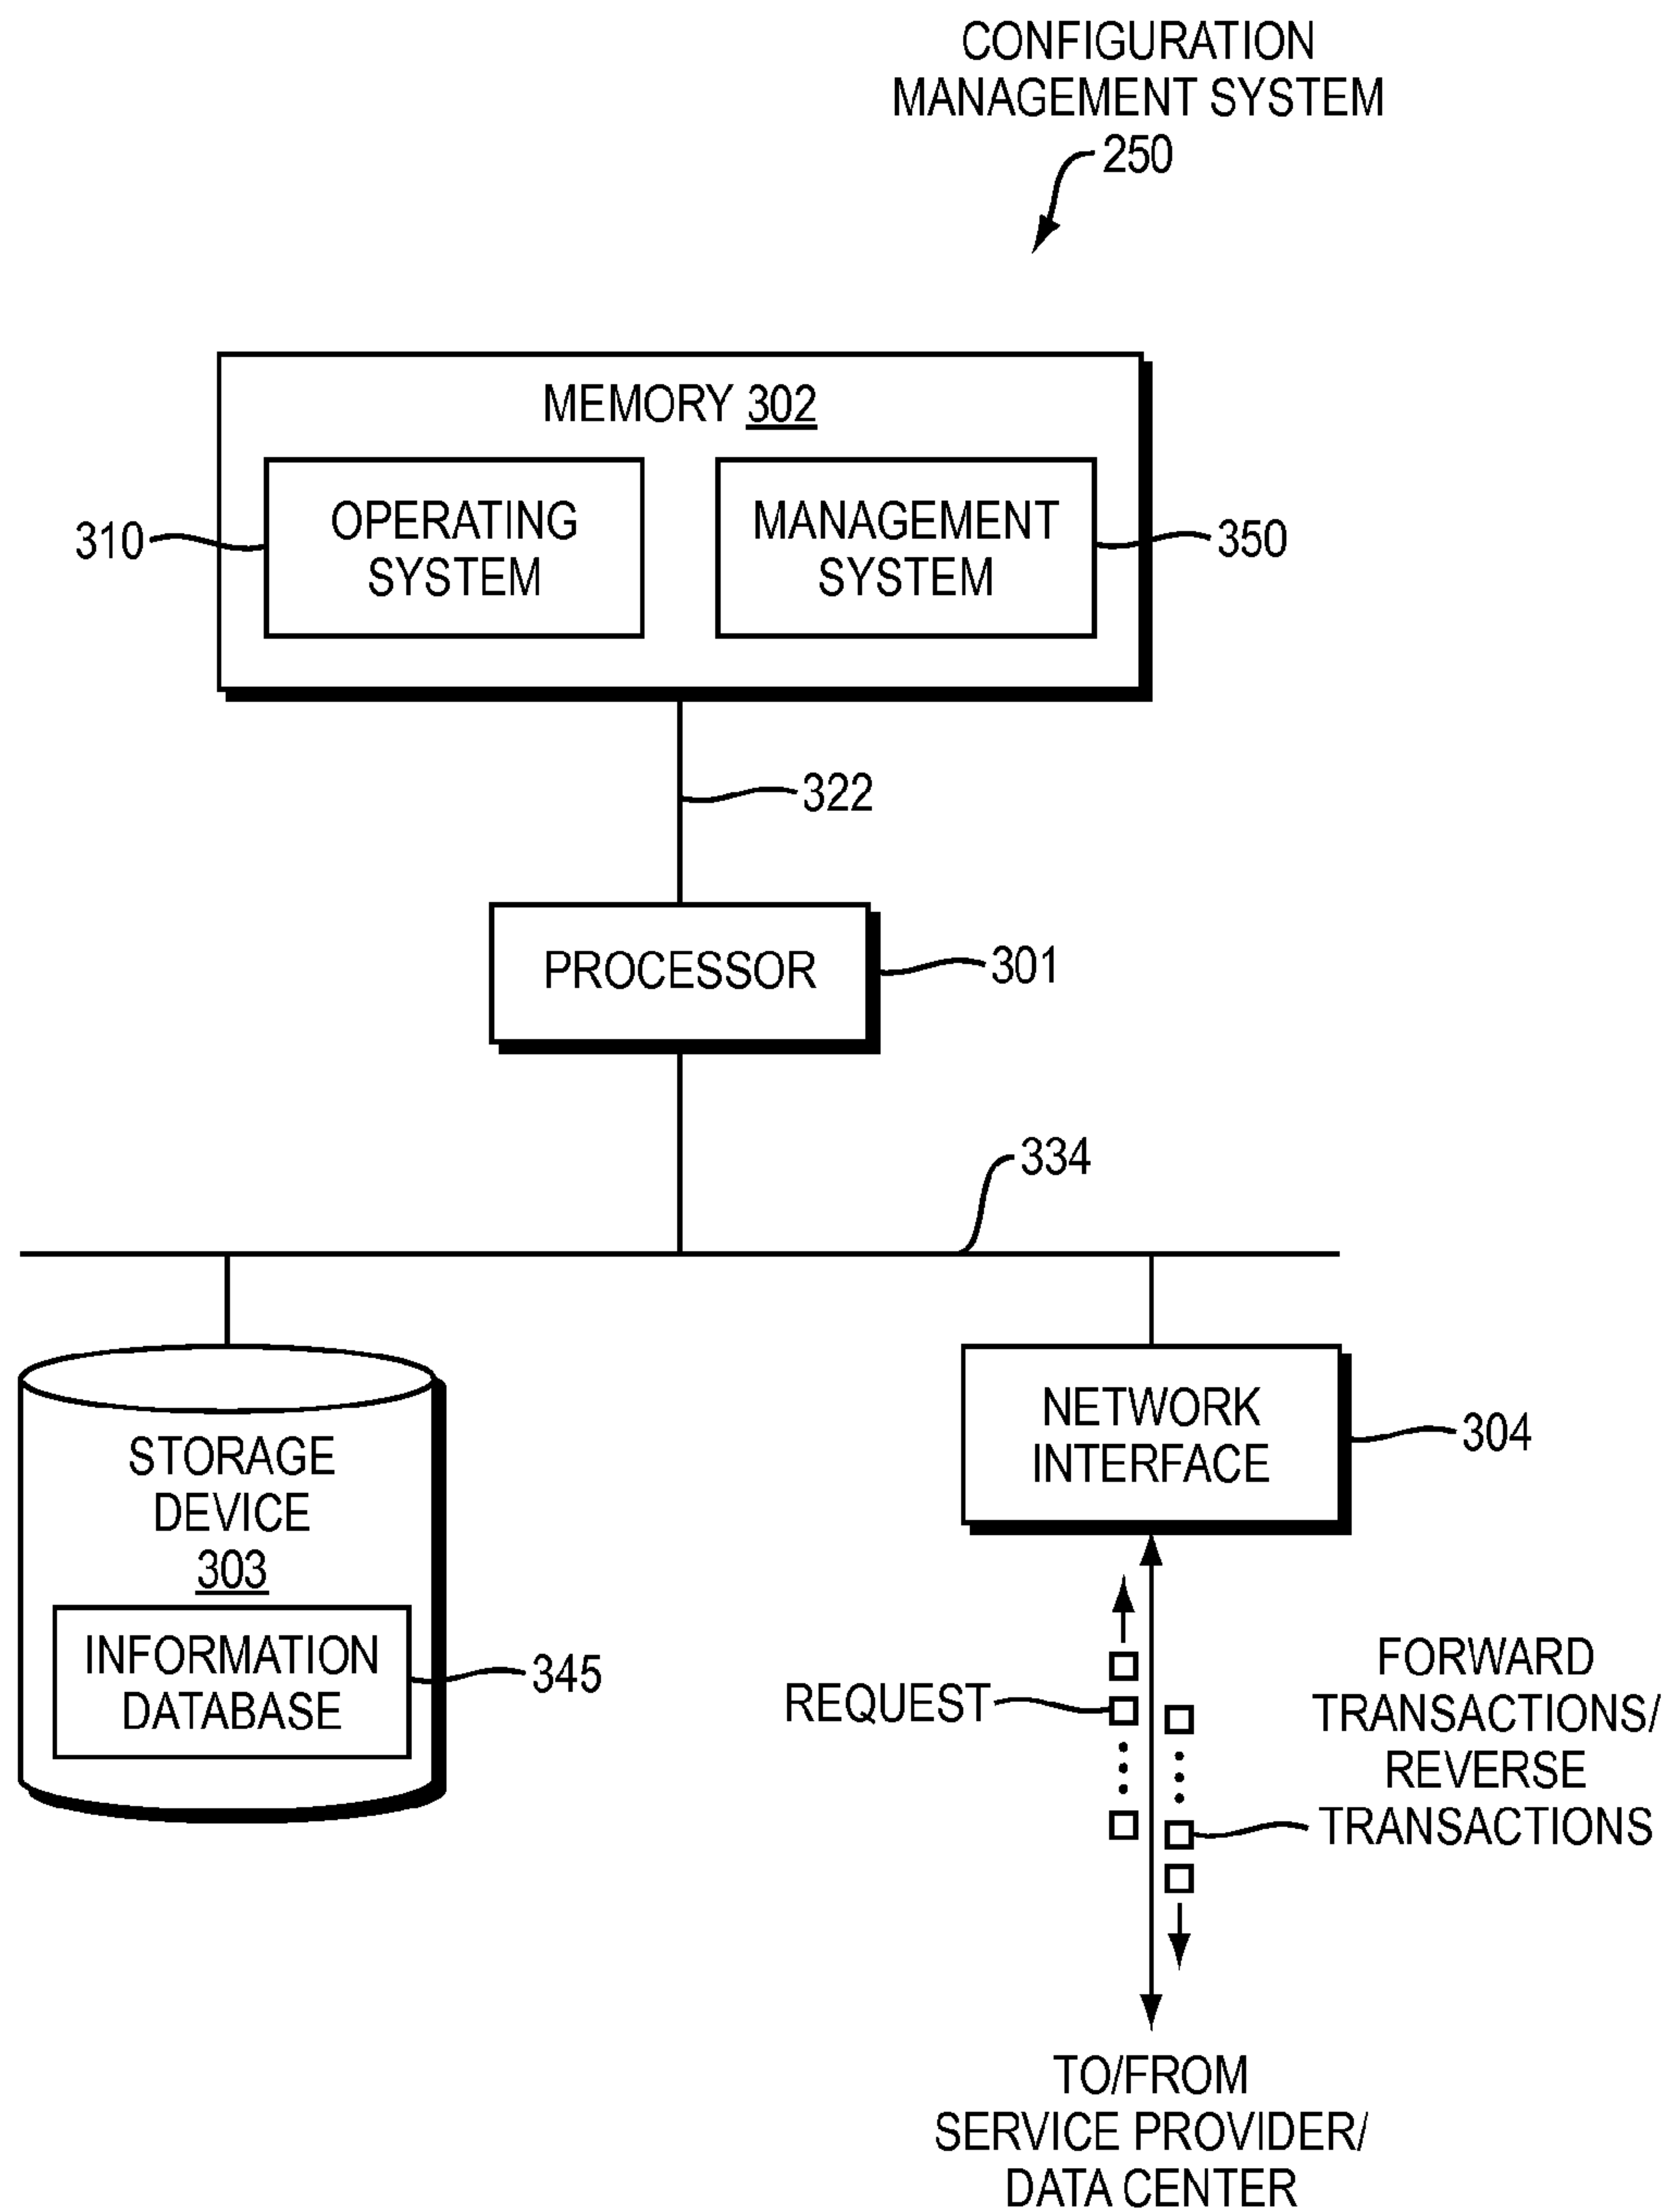 CONFIGURATION
MANAGEMENT SYSTEM
250
MEMORY 302
310
OPERATING
SYSTEM
MANAGEMENT
SYSTEM
350
322
PROCESSOR
301
334
STORAGE
DEVICE
303
INFORMATION
DATABASE
345
NETWORK
INTERFACE
304
REQUEST
FORWARD
TRANSACTIONS/
REVERSE
TRANSACTIONS
TO/FROM
SERVICE PROVIDER/
DATA CENTER